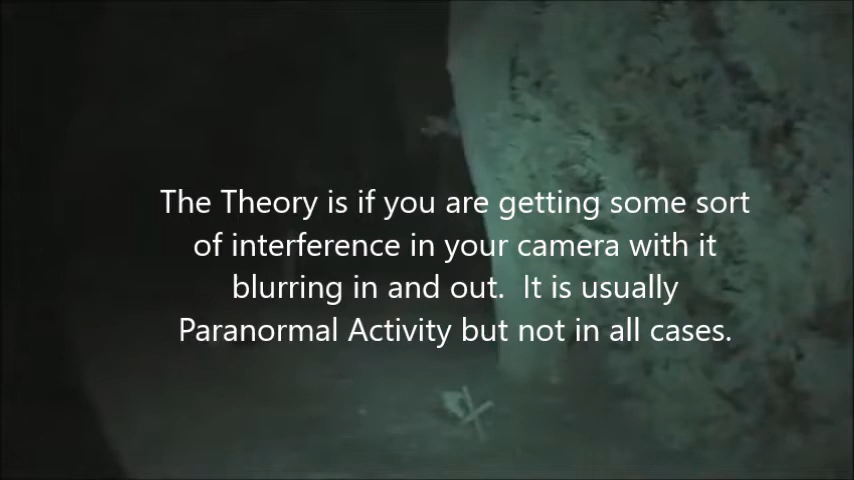 The Theory is if you are getting some sort
of interference in your camera with it
blurring in and out.  It is usually
Paranormal Activity but not in all cases.